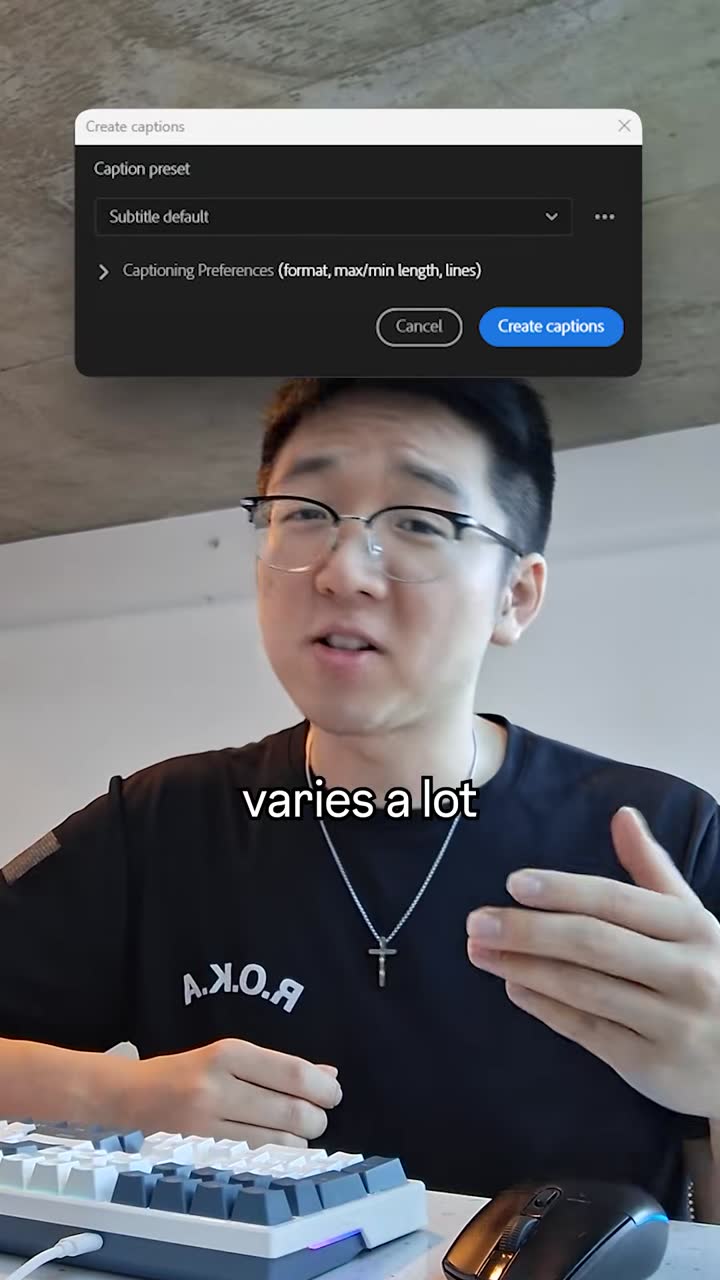 Create captions
Caption preset
Subtitle default
Captioning Preferences (format, max/min length, lines)
Cancel
Create captions
varies a lot
R.O.K.A